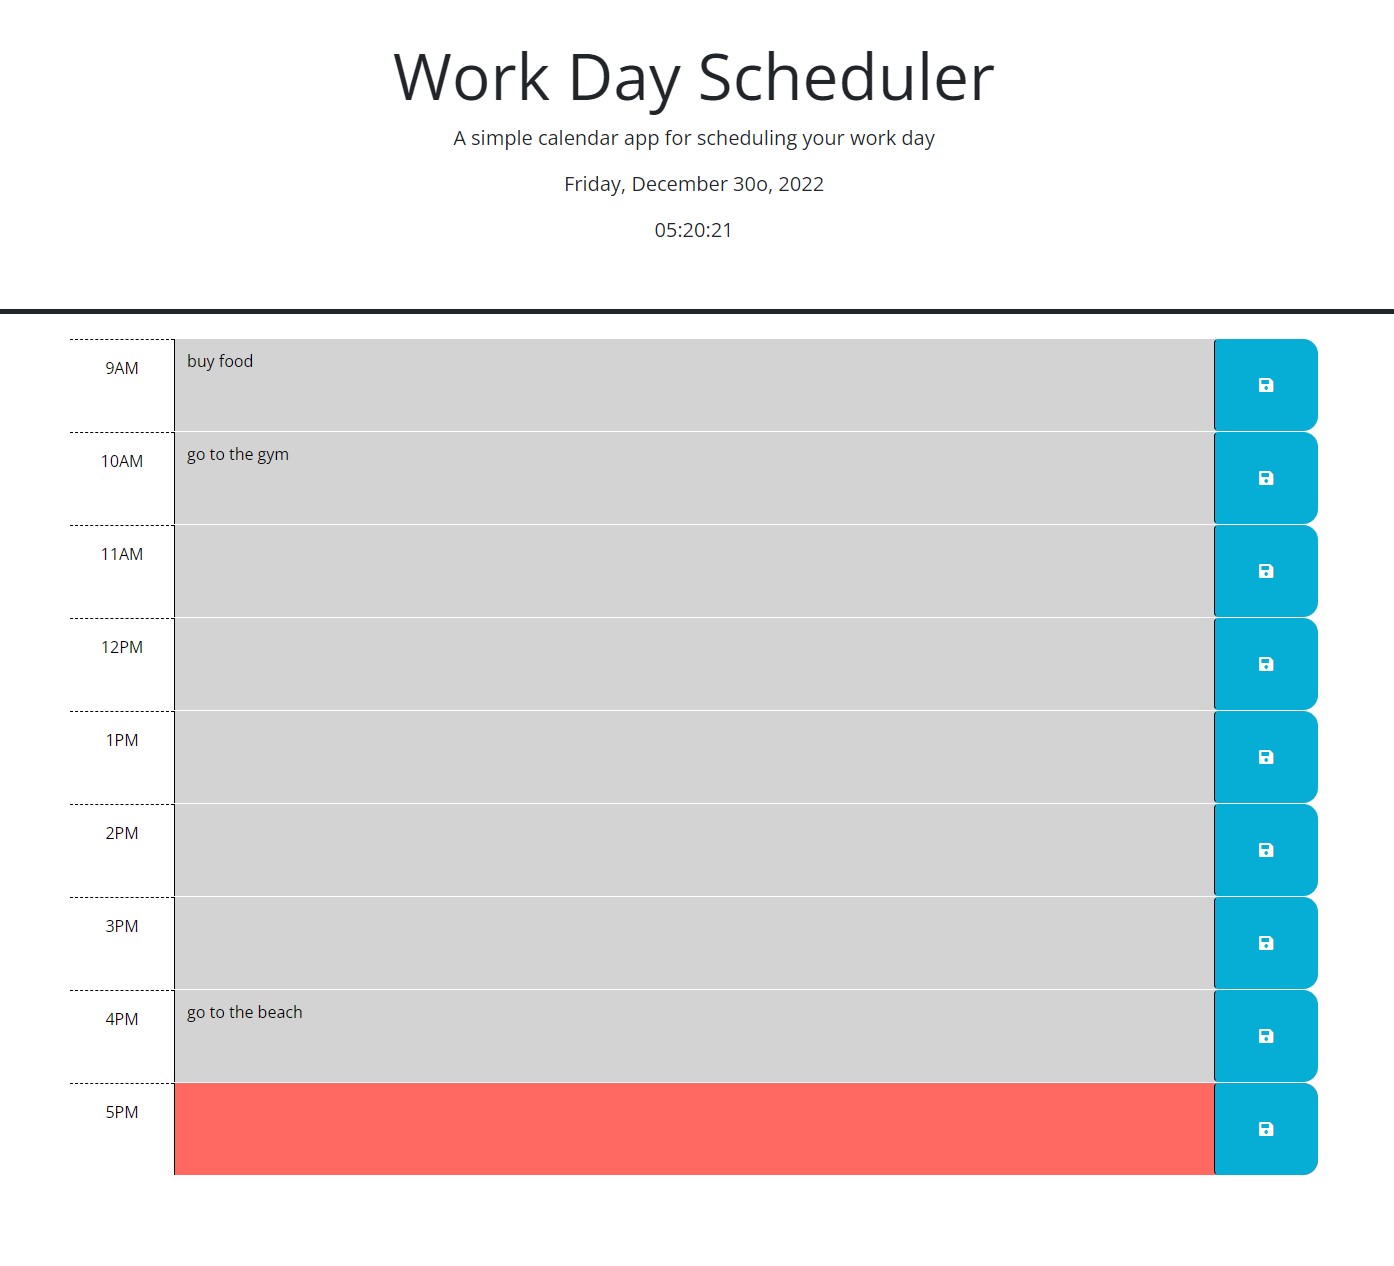 Work Day Scheduler
A simple calendar app for scheduling your work day
Friday, December 30o, 2022
05:20:21
9AM
buy food
10AM
go to the gym
11AM
12PM
1PM
2PM
3PM
4PM
go to the beach
5PM